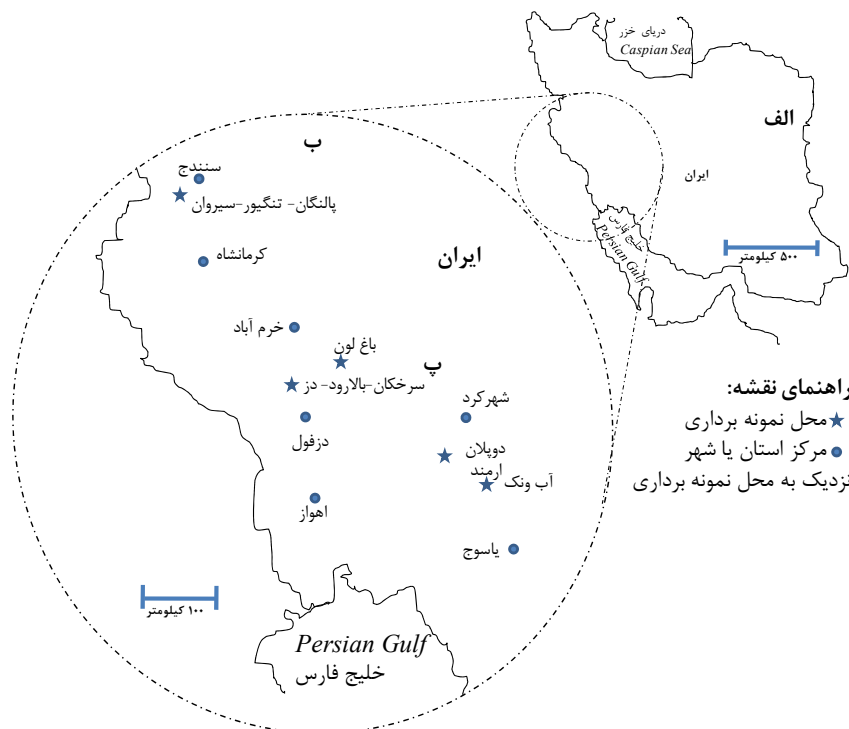 دریای خزر
Caspian Sea
الف
ایران
خلیج فارس
Persian Gulf
۵۰۰ کیلومتر
ب
سنندج
پالنگان- تنگیور-سیروان
کرمانشاه
ایران
خرم آباد
باغ لون
پ
سرخکان-بالارود- دز
شهرکرد
دزفول
دوپلان
ارمند
آب ونک
اهواز
یاسوج
۱۰۰ کیلومتر
Persian Gulf
خلیج فارس
راهنمای نقشه:
محل نمونه برداری
مرکز استان یا شهر
نزدیک به محل نمونه برداری